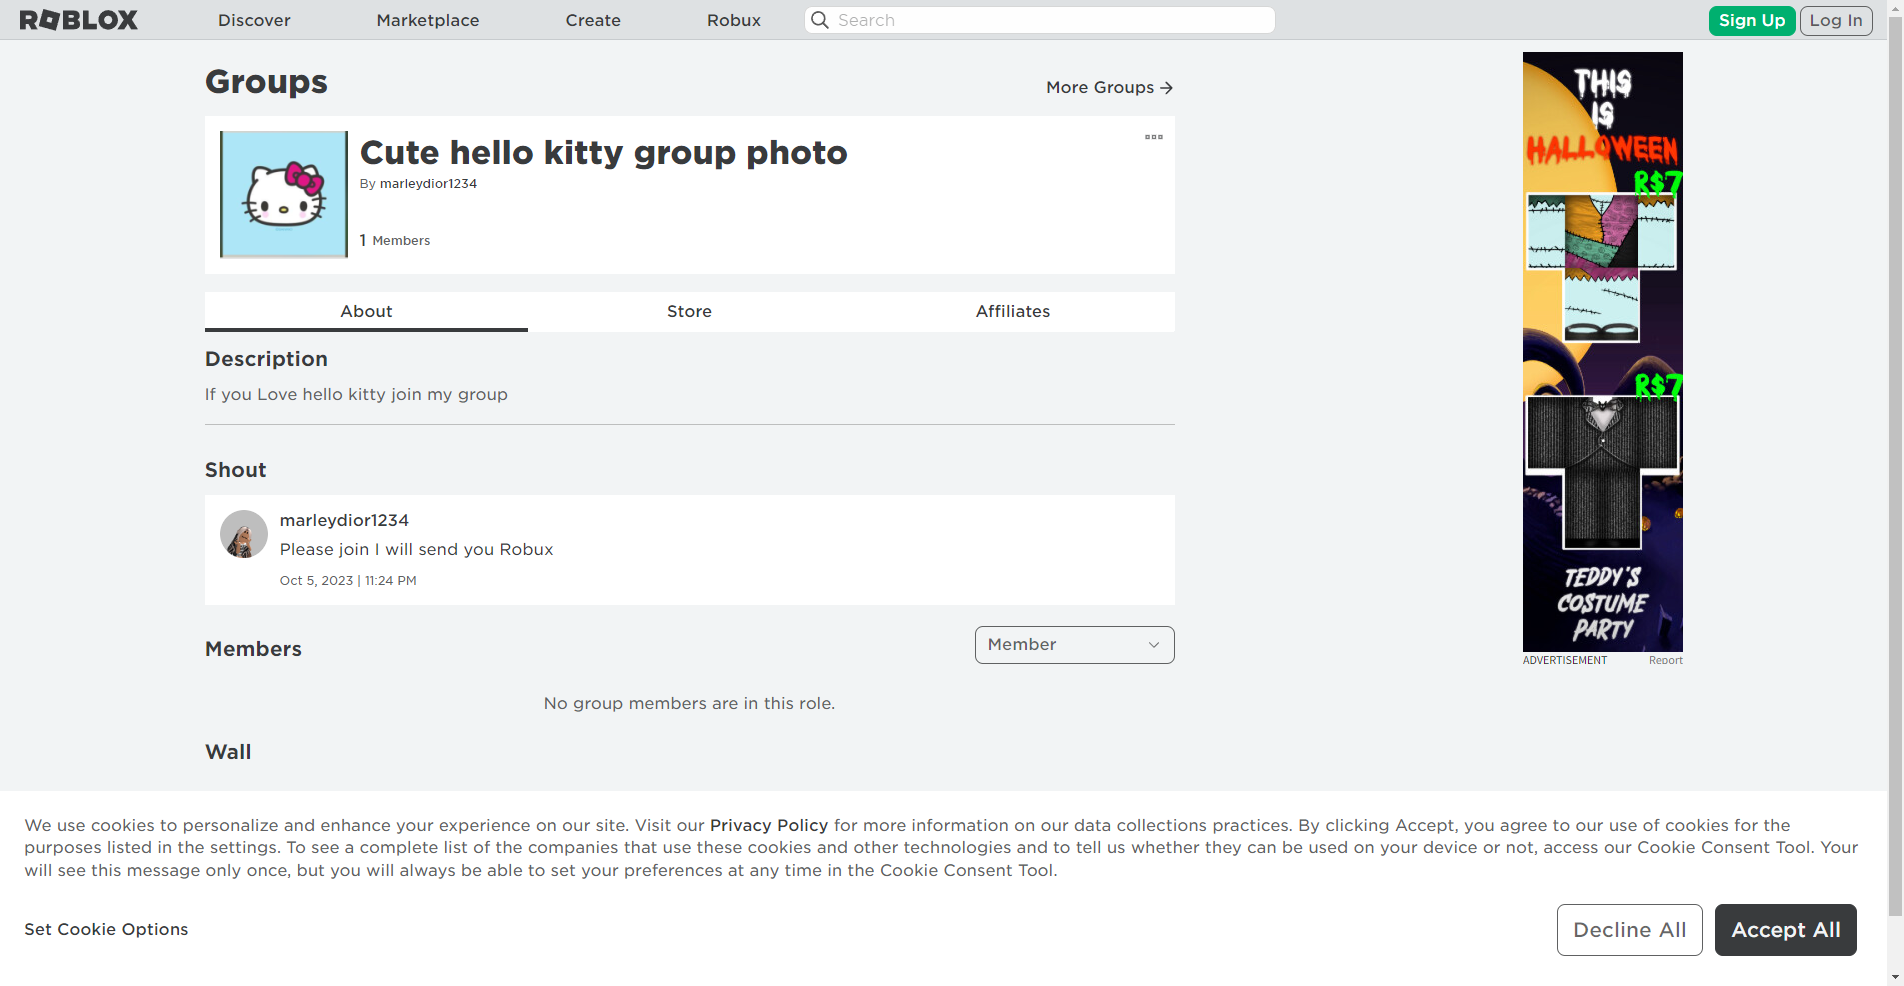 ROBLOX
Discover
Marketplace
Create
Robux
Search
Sign Up
Log In
Groups
More Groups →
Cute hello kitty group photo
By marleydior1234
1 Members
About
Store
Affiliates
Description
If you Love hello kitty join my group
Shout
marleydior1234
Please join I will send you Robux
Oct 5, 2023 | 11:24 PM
Members
Member
No group members are in this role.
Wall
THIS
IS
HALLOWEEN
R$7
R$7
TEDDY'S
COSTUME
PARTY
ADVERTISEMENT
Report
We use cookies to personalize and enhance your experience on our site. Visit our Privacy Policy for more information on our data collections practices. By clicking Accept, you agree to our use of cookies for the
purposes listed in the settings. To see a complete list of the companies that use these cookies and other technologies and to tell us whether they can be used on your device or not, access our Cookie Consent Tool. Your
will see this message only once, but you will always be able to set your preferences at any time in the Cookie Consent Tool.
Set Cookie Options
Decline All
Accept All